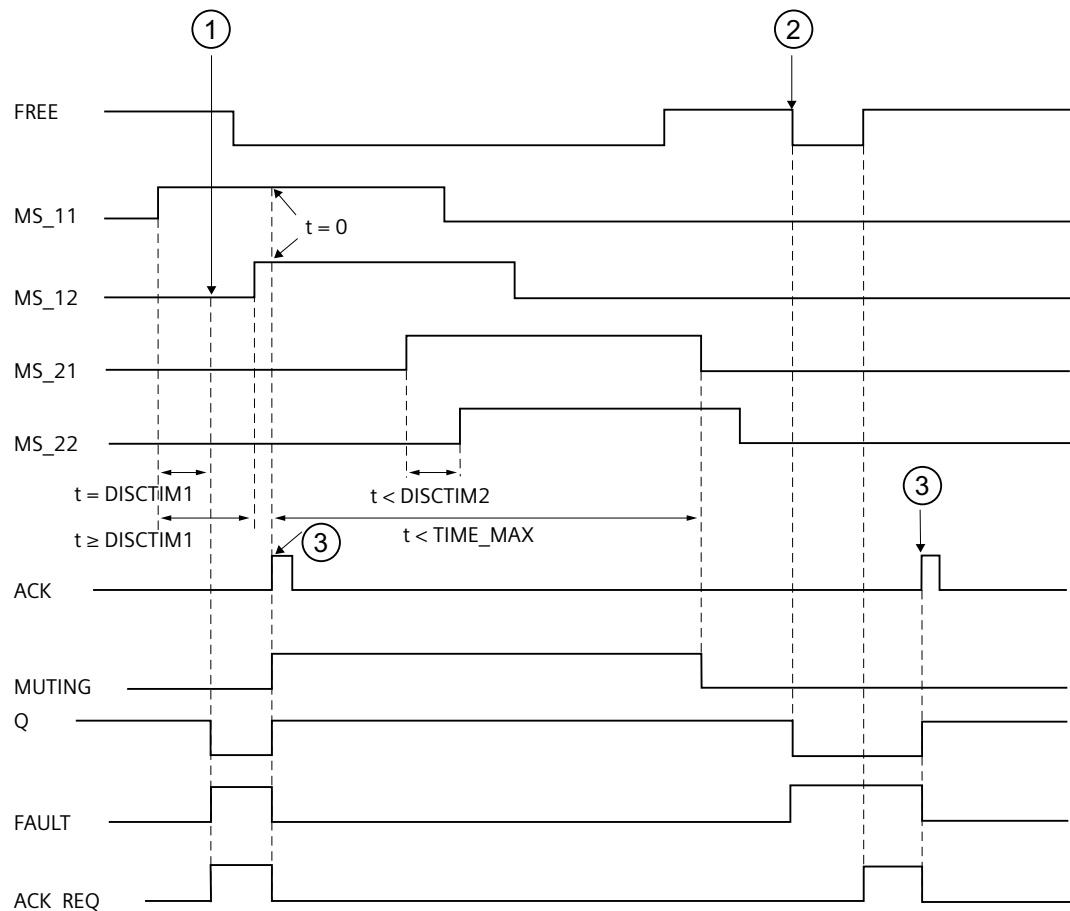 ①
②
FREE
MS_11
t = 0
MS_12
MS_21
MS_22
t = DISCTIM1
t < DISCTIM2
③
t ≥ DISCTIM1
t < TIME_MAX
③
ACK
MUTING
Q
FAULT
ACK_REQ